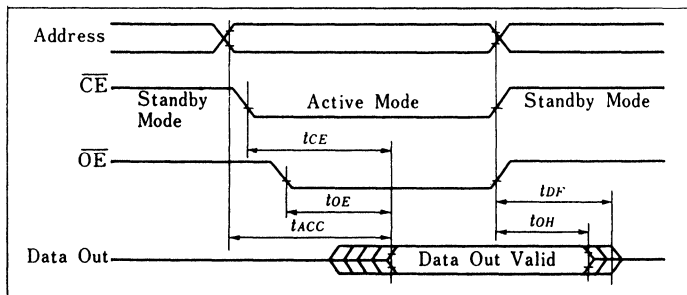 Address
CE
Standby
Mode
Active Mode
Standby Mode
tCE
OE
tOE
tDF
tACC
tOH
Data Out
Data Out Valid